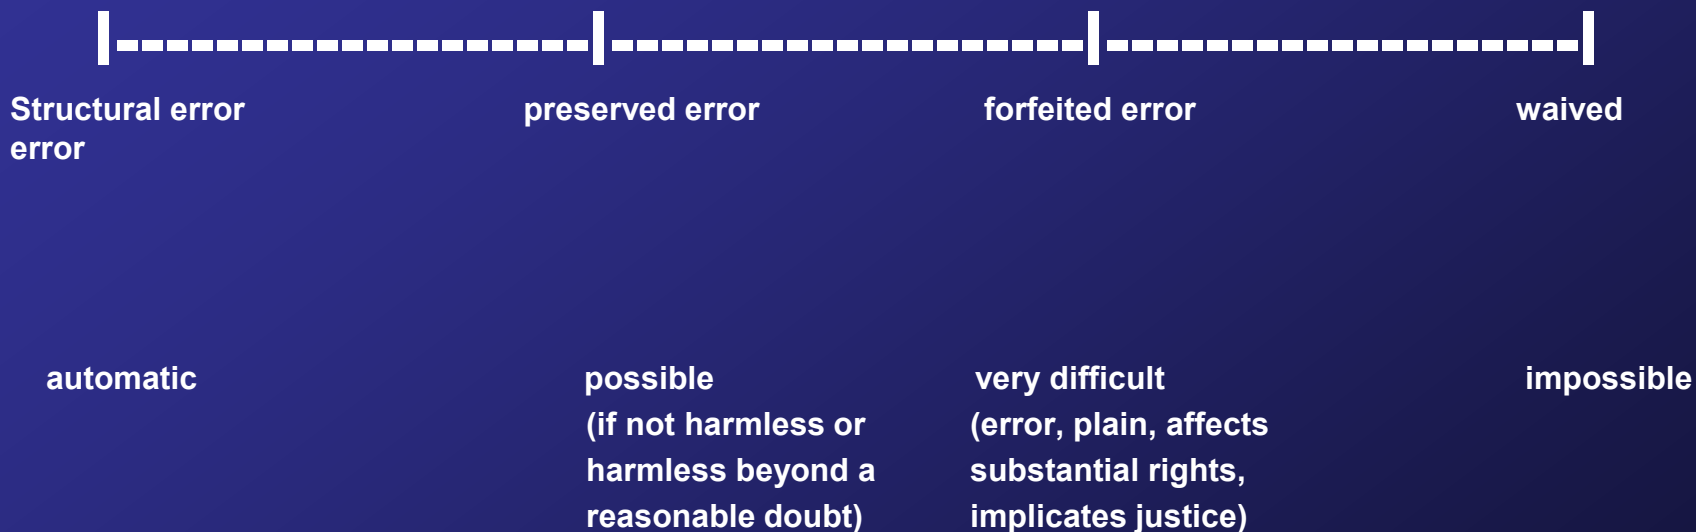 Structural error preserved error forfeited error waived
error
automatic possible very difficult impossible
(if not harmless or (error, plain, affects
harmless beyond a substantial rights,
reasonable doubt) implicates justice)